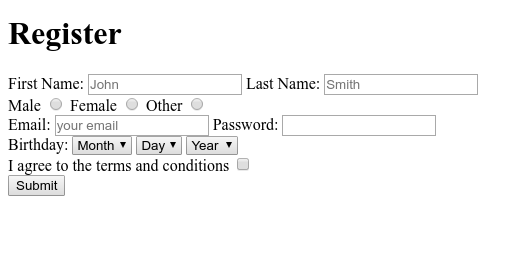 Register
First Name: John Last Name: Smith
Male Female Other
Email: your email Password:
Birthday: Month Day Year
I agree to the terms and conditions
Submit